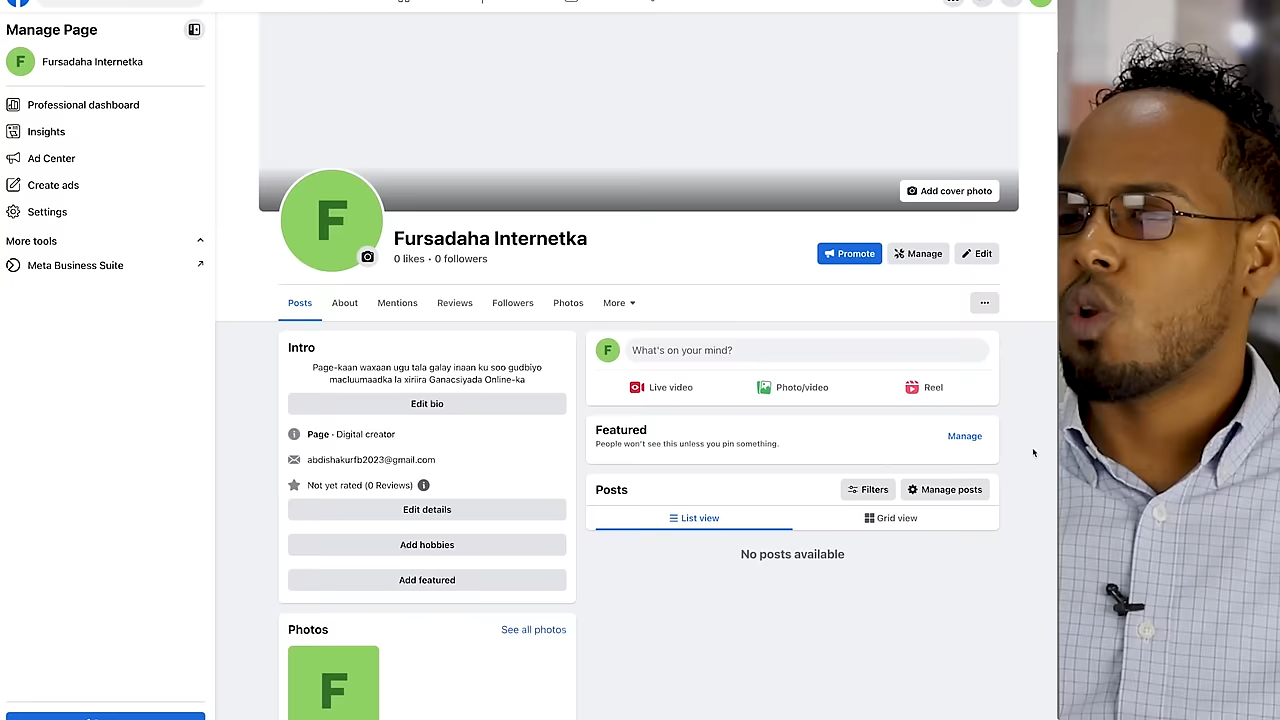 Manage Page
F
Fursadaha Internetka
Professional dashboard
Insights
Ad Center
Create ads
Settings
More tools
Meta Business Suite
Add cover photo
F
Fursadaha Internetka
0 likes • 0 followers
Promote
Manage
Edit
Posts
About
Mentions
Reviews
Followers
Photos
More
Intro
Page-kaan waxaan ugu tala galay inaan ku soo gudbiyo
macluumaadka la xiriira Ganacsiyada Online-ka
Edit bio
Page · Digital creator
abdishakurfb2023@gmail.com
Not yet rated (0 Reviews)
Edit details
Add hobbies
Add featured
Photos
See all photos
F
F
What's on your mind?
Live video
Photo/video
Reel
Featured
People won't see this unless you pin something.
Manage
Posts
Filters
Manage posts
List view
Grid view
No posts available